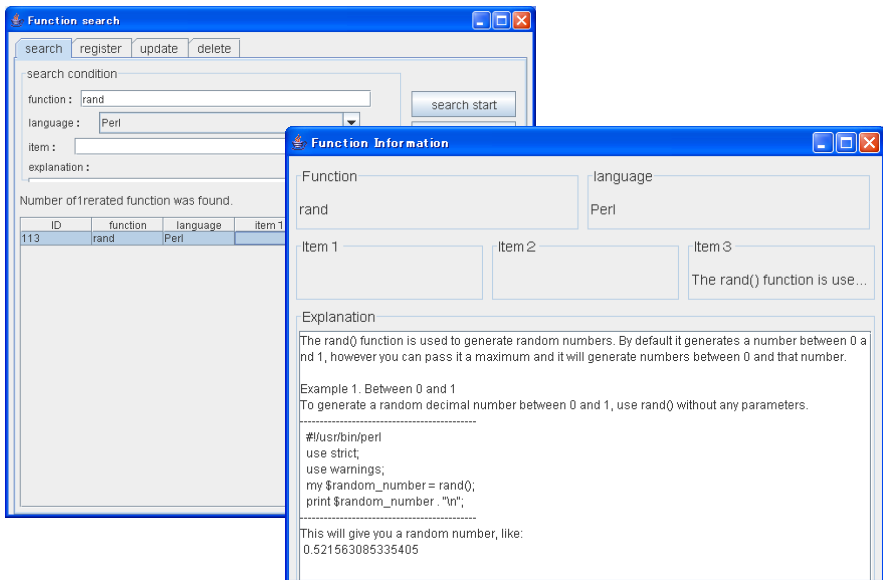 Function search
search register update delete
search condition
function : rand
search start
language : Perl
item :
explanation :
Number of1rerated function was found.
ID function language item 1
113 rand Perl
Function Information
Function
rand
language
Perl
Item 1
Item 2
Item 3
The rand() function is use...
Explanation
The rand() function is used to generate random numbers. By default it generates a number between 0 a
nd 1, however you can pass it a maximum and it will generate numbers between 0 and that number.
Example 1. Between 0 and 1
To generate a random decimal number between 0 and 1, use rand() without any parameters.
--------------------------------------------
#!/usr/bin/perl
use strict;
use warnings;
my $random_number = rand();
print $random_number . "\n";
--------------------------------------------
This will give you a random number, like:
0.521563085335405